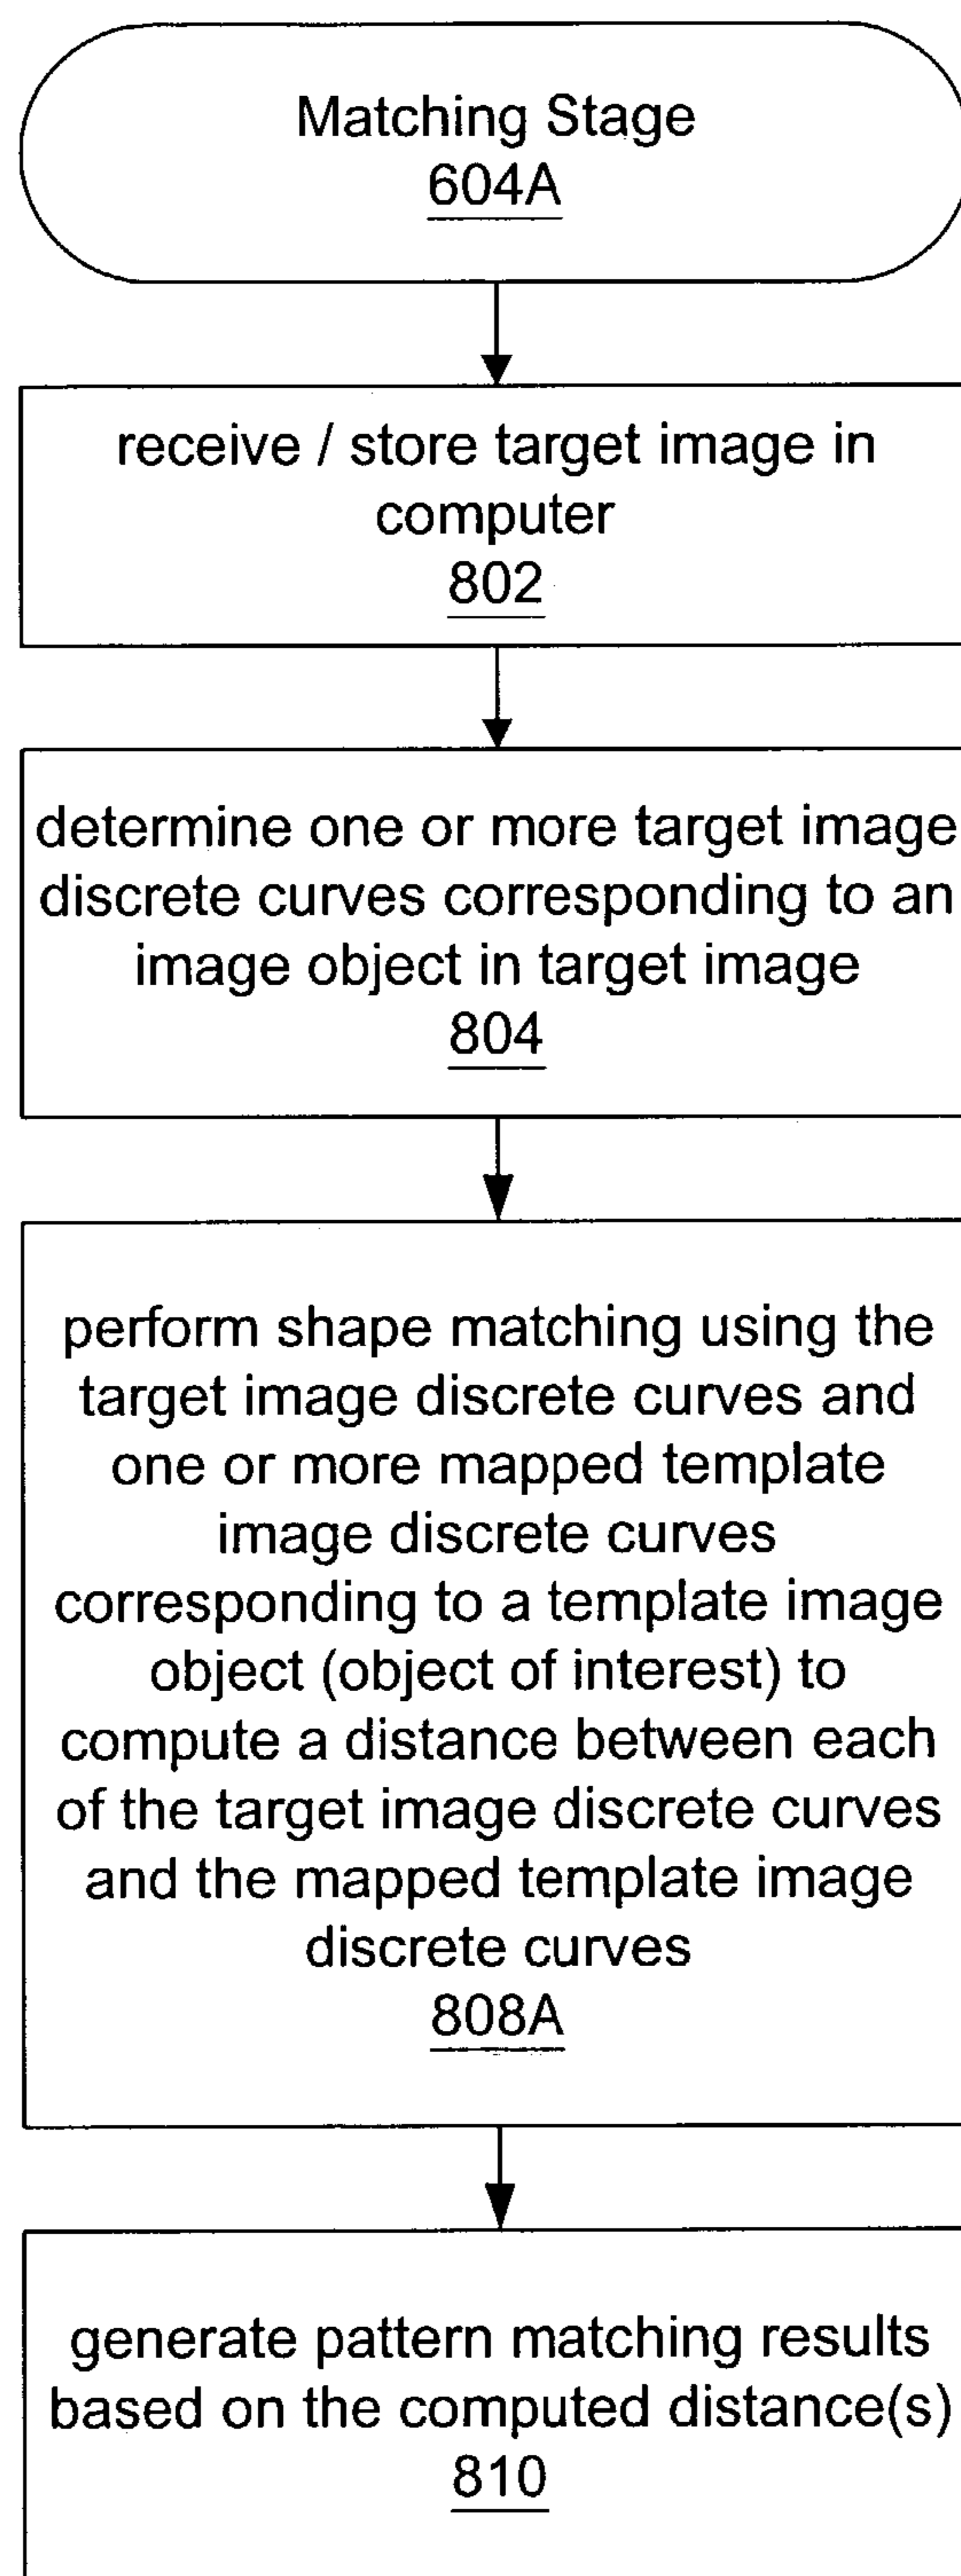 Matching Stage
604A
receive / store target image in
computer
802
determine one or more target image
discrete curves corresponding to an
image object in target image
804
perform shape matching using the
target image discrete curves and
one or more mapped template
image discrete curves
corresponding to a template image
object (object of interest) to
compute a distance between each
of the target image discrete curves
and the mapped template image
discrete curves
808A
generate pattern matching results
based on the computed distance(s)
810